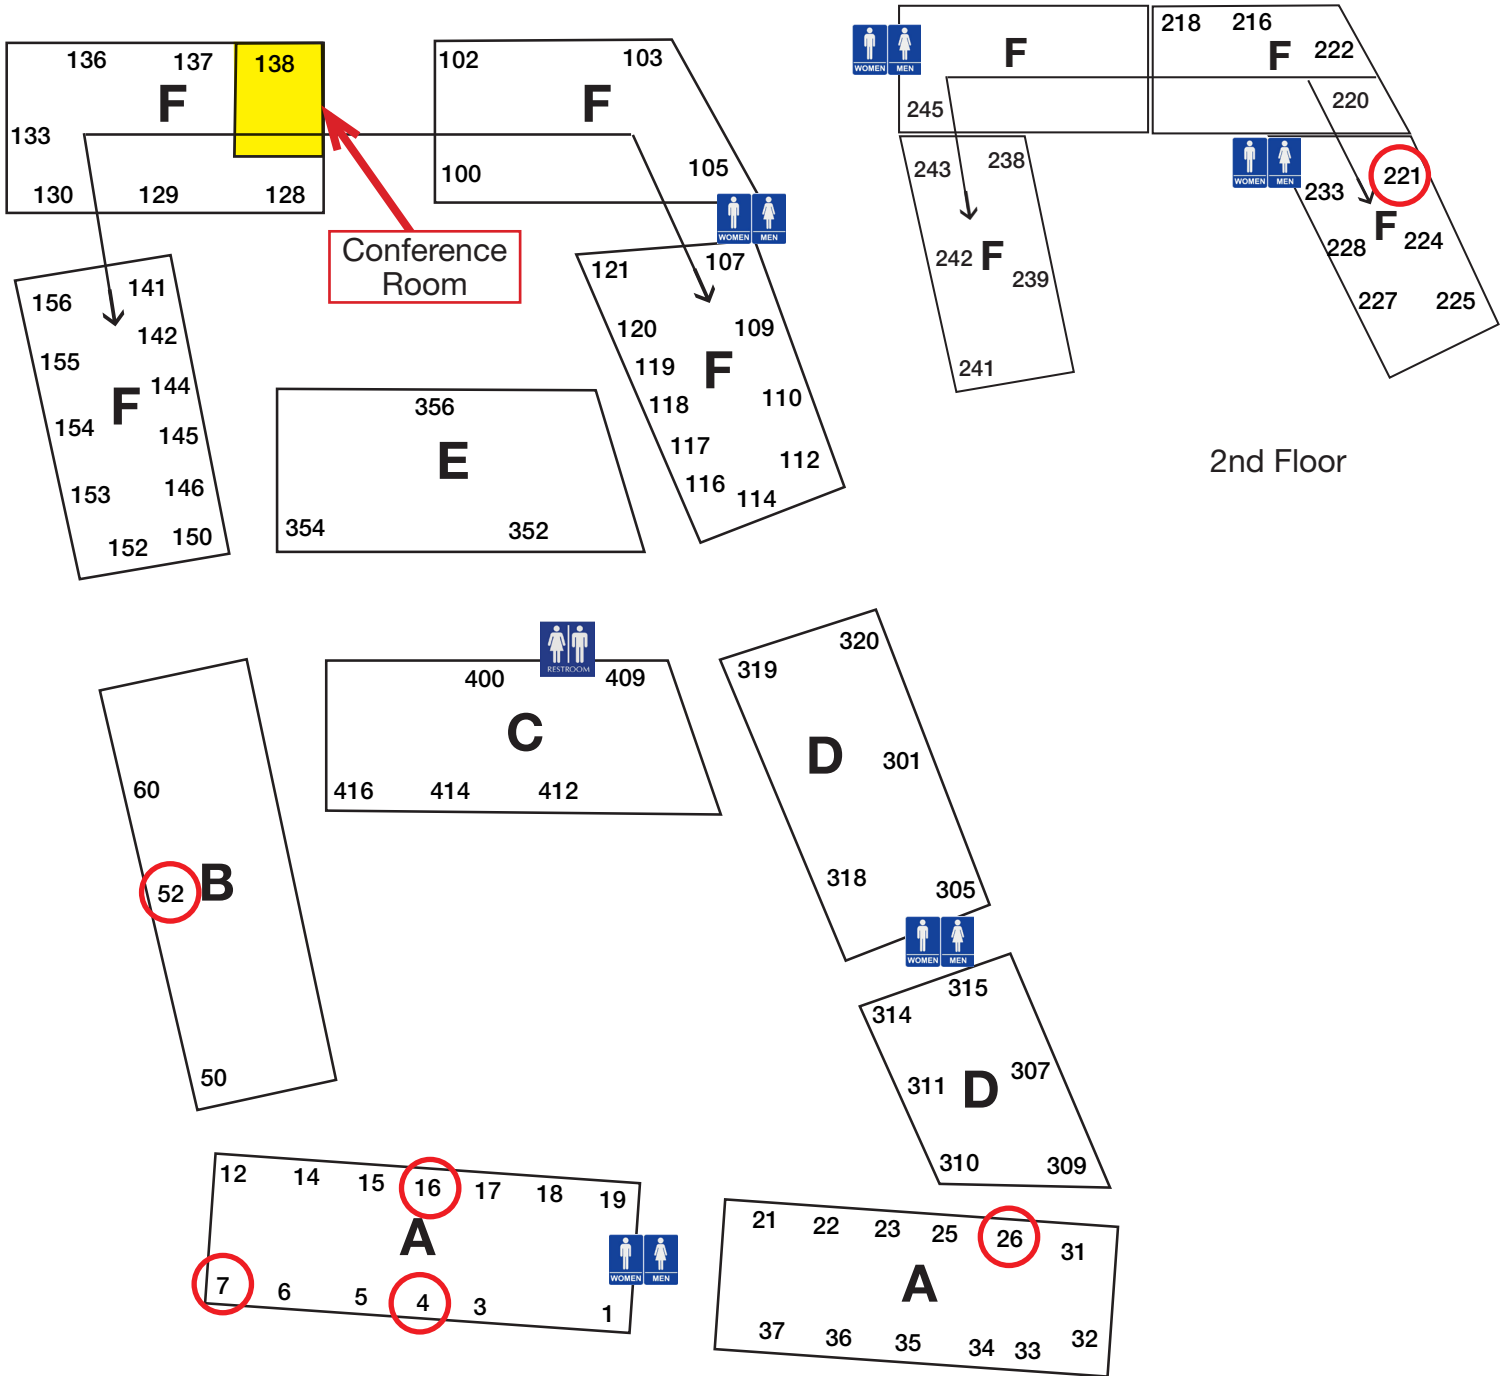 136 137 138
F
133
130 129 128
102 103
F
100 105
WOMEN MEN
Conference
Room
156 141
142
155
144
F
154 145
153 146
152 150
121 107
120 109
119
F
118 110
117
112
116
114
356
E
354 352
WOMEN MEN
F
245
218 216
F 222
220
243 238
242 F
239
241
WOMEN MEN
221
233
F
228 224
227 225
2nd Floor
RESTROOM
400 409
C
416 414 412
320
319
D
301
318
305
WOMEN MEN
315
314
307
311 D
310 309
60
B
52
50
12 14 15 16 17 18 19
A
7 6 5 4 3 1
WOMEN MEN
21 22 23 25 26 31
A
37 36 35 34 33 32